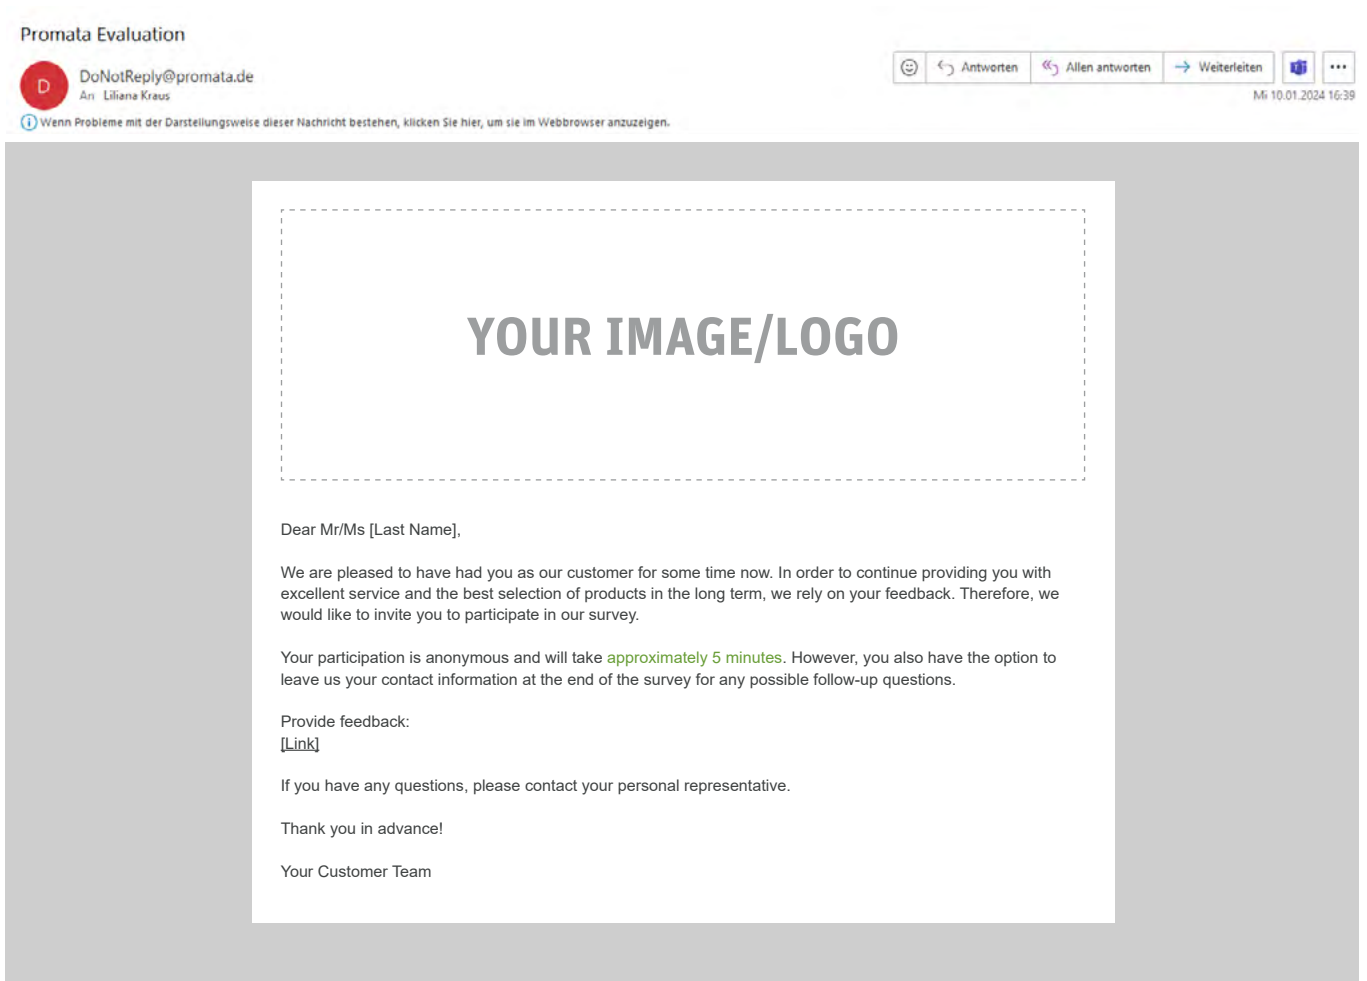 Promata Evaluation
D
DoNotReply@promata.de
An Liliana Kraus
Antworten
Allen antworten
Weiterleiten
Mi 10.01.2024 16:39
Wenn Probleme mit der Darstellungsweise dieser Nachricht bestehen, klicken Sie hier, um sie im Webbrowser anzuzeigen.
YOUR IMAGE/LOGO
Dear Mr/Ms [Last Name],
We are pleased to have had you as our customer for some time now. In order to continue providing you with
excellent service and the best selection of products in the long term, we rely on your feedback. Therefore, we
would like to invite you to participate in our survey.
Your participation is anonymous and will take approximately 5 minutes. However, you also have the option to
leave us your contact information at the end of the survey for any possible follow-up questions.
Provide feedback:
[Link]
If you have any questions, please contact your personal representative.
Thank you in advance!
Your Customer Team